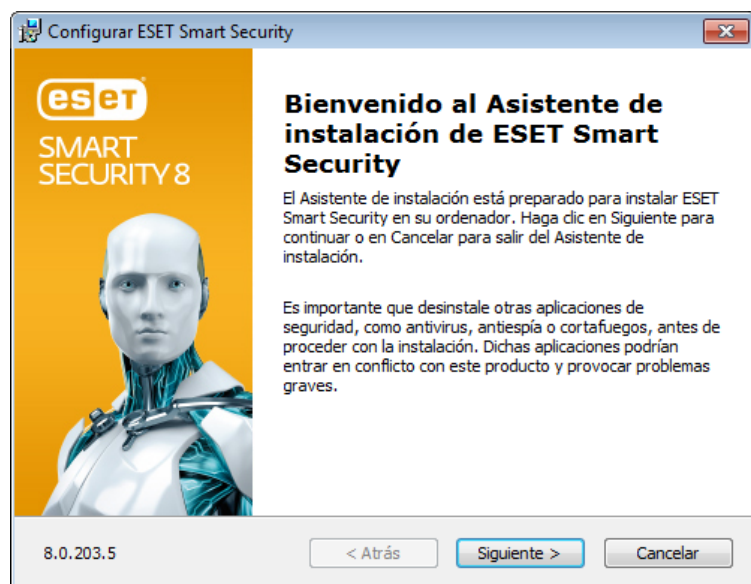 Configurar ESET Smart Security
eset
SMART
SECURITY 8
Bienvenido al Asistente de
instalación de ESET Smart
Security
El Asistente de instalación está preparado para instalar ESET
Smart Security en su ordenador. Haga clic en Siguiente para
continuar o en Cancelar para salir del Asistente de
instalación.
Es importante que desinstale otras aplicaciones de
seguridad, como antivirus, antiespía o cortafuegos, antes de
proceder con la instalación. Dichas aplicaciones podrían
entrar en conflicto con este producto y provocar problemas
graves.
8.0.203.5
< Atrás
Siguiente >
Cancelar